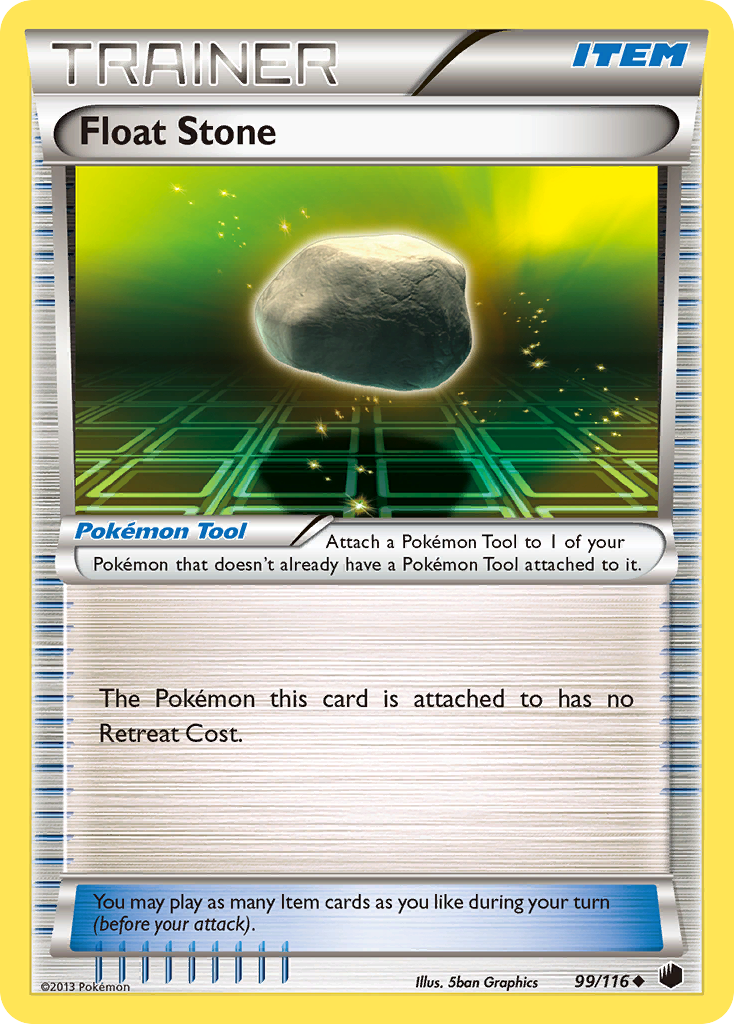 TRAINER
ITEM
Float Stone
Pokémon Tool
Attach a Pokémon Tool to 1 of your
Pokémon that doesn't already have a Pokémon Tool attached to it.
The Pokémon this card is attached to has no
Retreat Cost.
You may play as many Item cards as you like during your turn
(before your attack).
©2013 Pokémon
Illus. 5ban Graphics
99/116